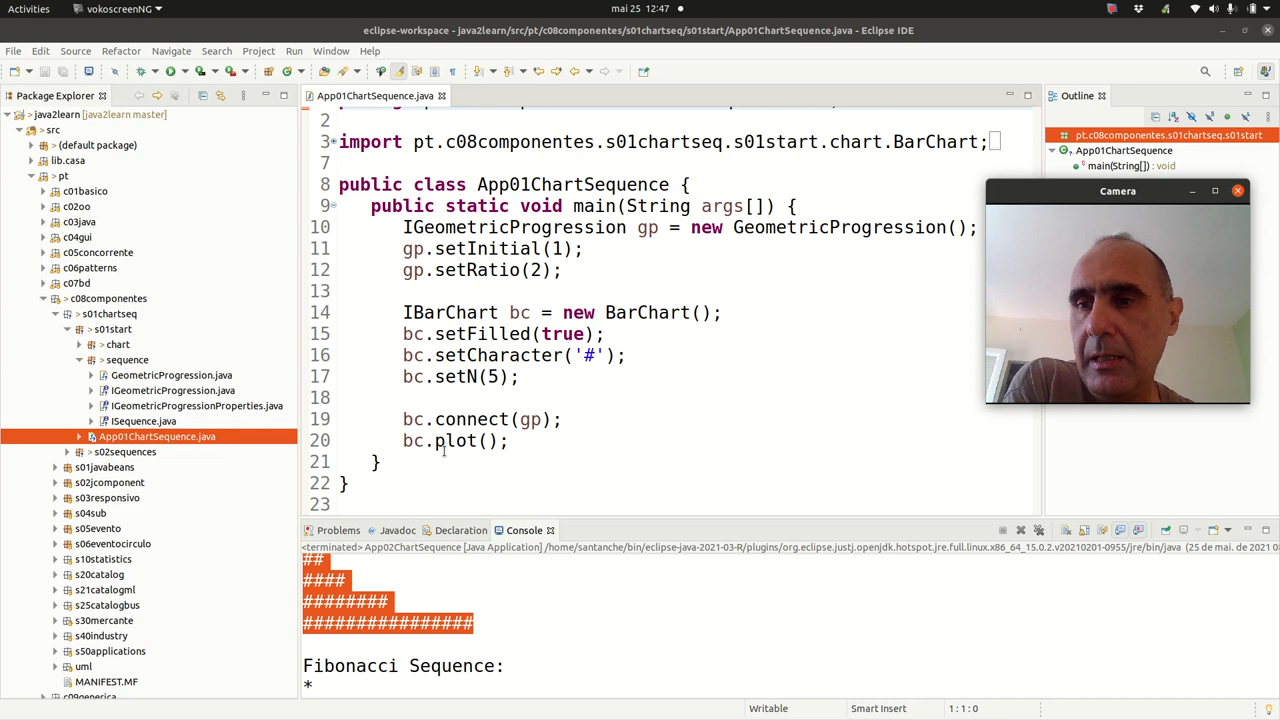 Activities
vokoscreenNG
mai 25 12:47
eclipse-workspace - java2learn/src/pt/c08componentes/s01chartseq/s01start/App01ChartSequence.java - Eclipse IDE
File Edit Source Refactor Navigate Search Project Run Window Help
Package Explorer
App01ChartSequence.java
Outline
java2learn [java2learn master]
src
(default package)
lib.casa
pt
c01basico
c02oo
c03java
c04gui
c05concorrente
c06patterns
c07bd
c08componentes
s01chartseq
s01start
chart
sequence
GeometricProgression.java
IGeometricProgression.java
IGeometricProgressionProperties.java
ISequence.java
App01ChartSequence.java
s02sequences
s01javabeans
s02jcomponent
s03responsivo
s04sub
s05evento
s06eventocirculo
s10statistics
s20catalog
s21catalogml
s25catalogbus
s30mercante
s40industry
s50applications
uml
MANIFEST.MF
c09generica
2
3 import pt.c08componentes.s01chartseq.s01start.chart.BarChart;
7
8 public class App01ChartSequence {
9 public static void main(String args[]) {
10 IGeometricProgression gp = new GeometricProgression();
11 gp.setInitial(1);
12 gp.setRatio(2);
13
14 IBarChart bc = new BarChart();
15 bc.setFilled(true);
16 bc.setCharacter('#');
17 bc.setN(5);
18
19 bc.connect(gp);
20 bc.plot();
21 }
22 }
23
pt.c08componentes.s01chartseq.s01start
App01ChartSequence
main(String[]) : void
Camera
Problems Javadoc Declaration Console
<terminated> App02ChartSequence [Java Application] /home/santanche/bin/eclipse-java-2021-03-R/plugins/org.eclipse.justj.openjdk.hotspot.jre.full.linux.x86_64_15.0.2.v20210201-0955/jre/bin/java (25 de mai. de 2021 0
##
####
########
################
Fibonacci Sequence:
*
Writable
Smart Insert
1 : 1 : 0